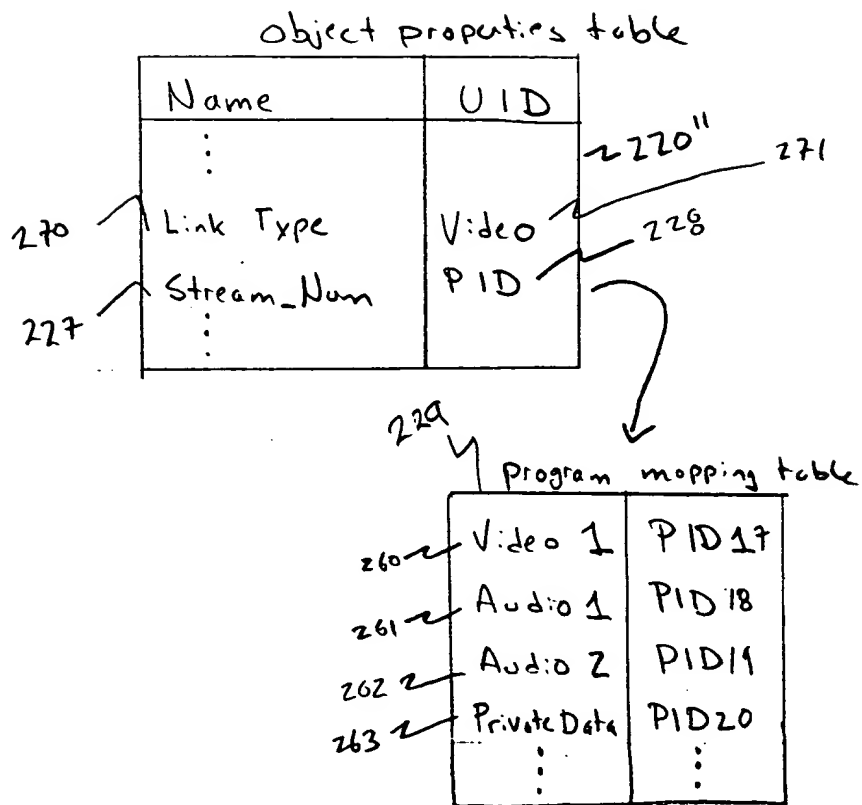 Object properties table
Name UID
220"
271
270 Link Type Video
228
227 Stream_Num PID
229
program mapping table
260 Video 1 PID 17
261 Audio 1 PID 18
262 Audio 2 PID 19
263 Private Data PID 20